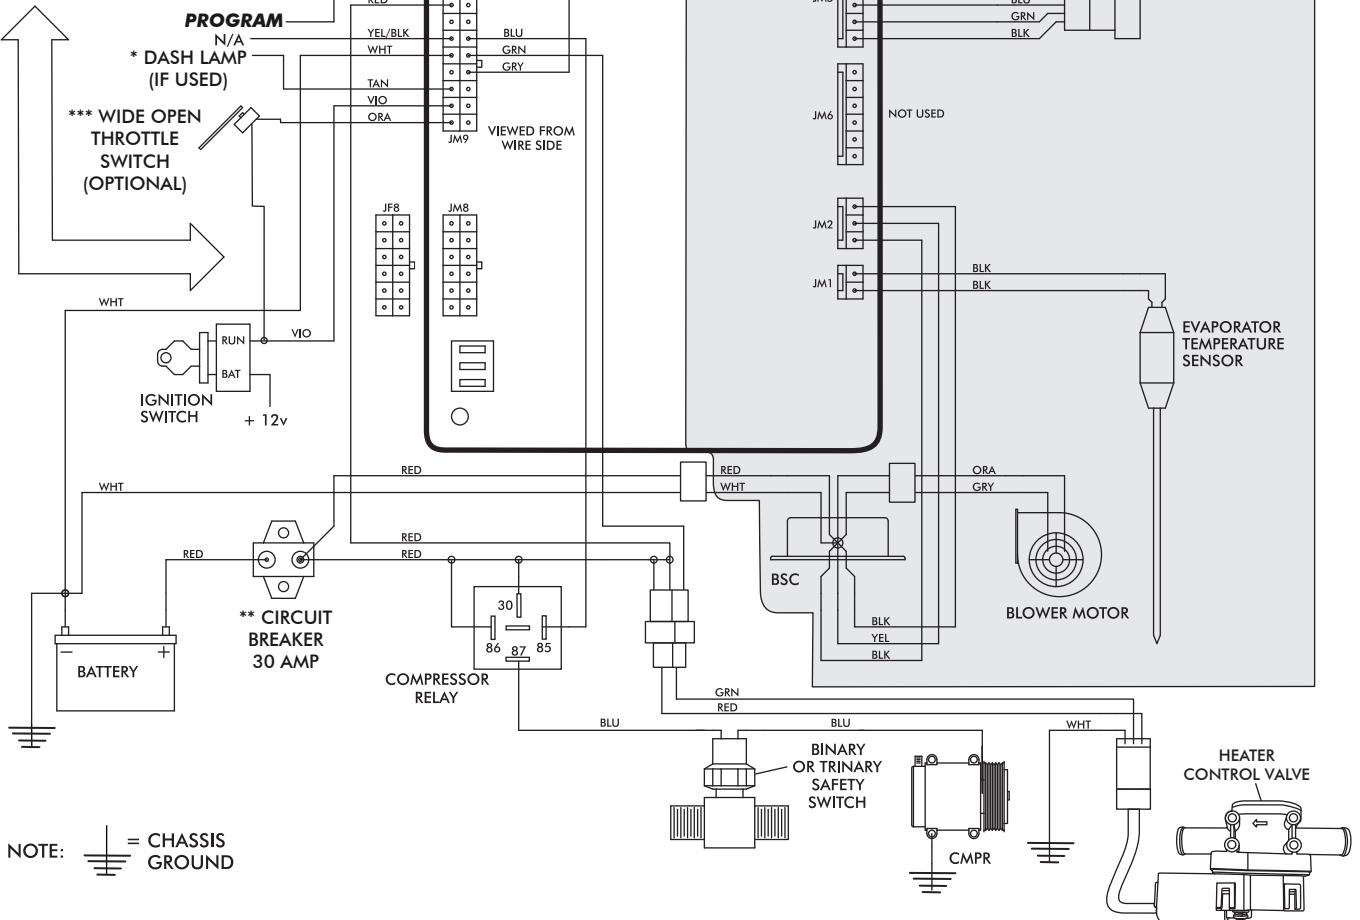 RED
PROGRAM
N/A
YEL/BLK
BLU
* DASH LAMP
(IF USED)
WHT
GRN
GRY
TAN
VIO
ORA
*** WIDE OPEN
THROTTLE
SWITCH
(OPTIONAL)
JM9
VIEWED FROM
WIRE SIDE
BLU
GRN
BLK
JM6
NOT USED
JF8
JM8
JM2
JM1
BLK
BLK
EVAPORATOR
TEMPERATURE
SENSOR
WHT
RUN
BAT
VIO
IGNITION
SWITCH
+ 12v
RED
WHT
RED
WHT
ORA
GRY
RED
RED
RED
** CIRCUIT
BREAKER
30 AMP
BATTERY
− +
30
86
87
85
COMPRESSOR
RELAY
BSC
BLOWER MOTOR
BLK
YEL
BLK
GRN
RED
BLU
BLU
WHT
BINARY
OR TRINARY
SAFETY
SWITCH
CMPR
HEATER
CONTROL VALVE
NOTE:
= CHASSIS
GROUND